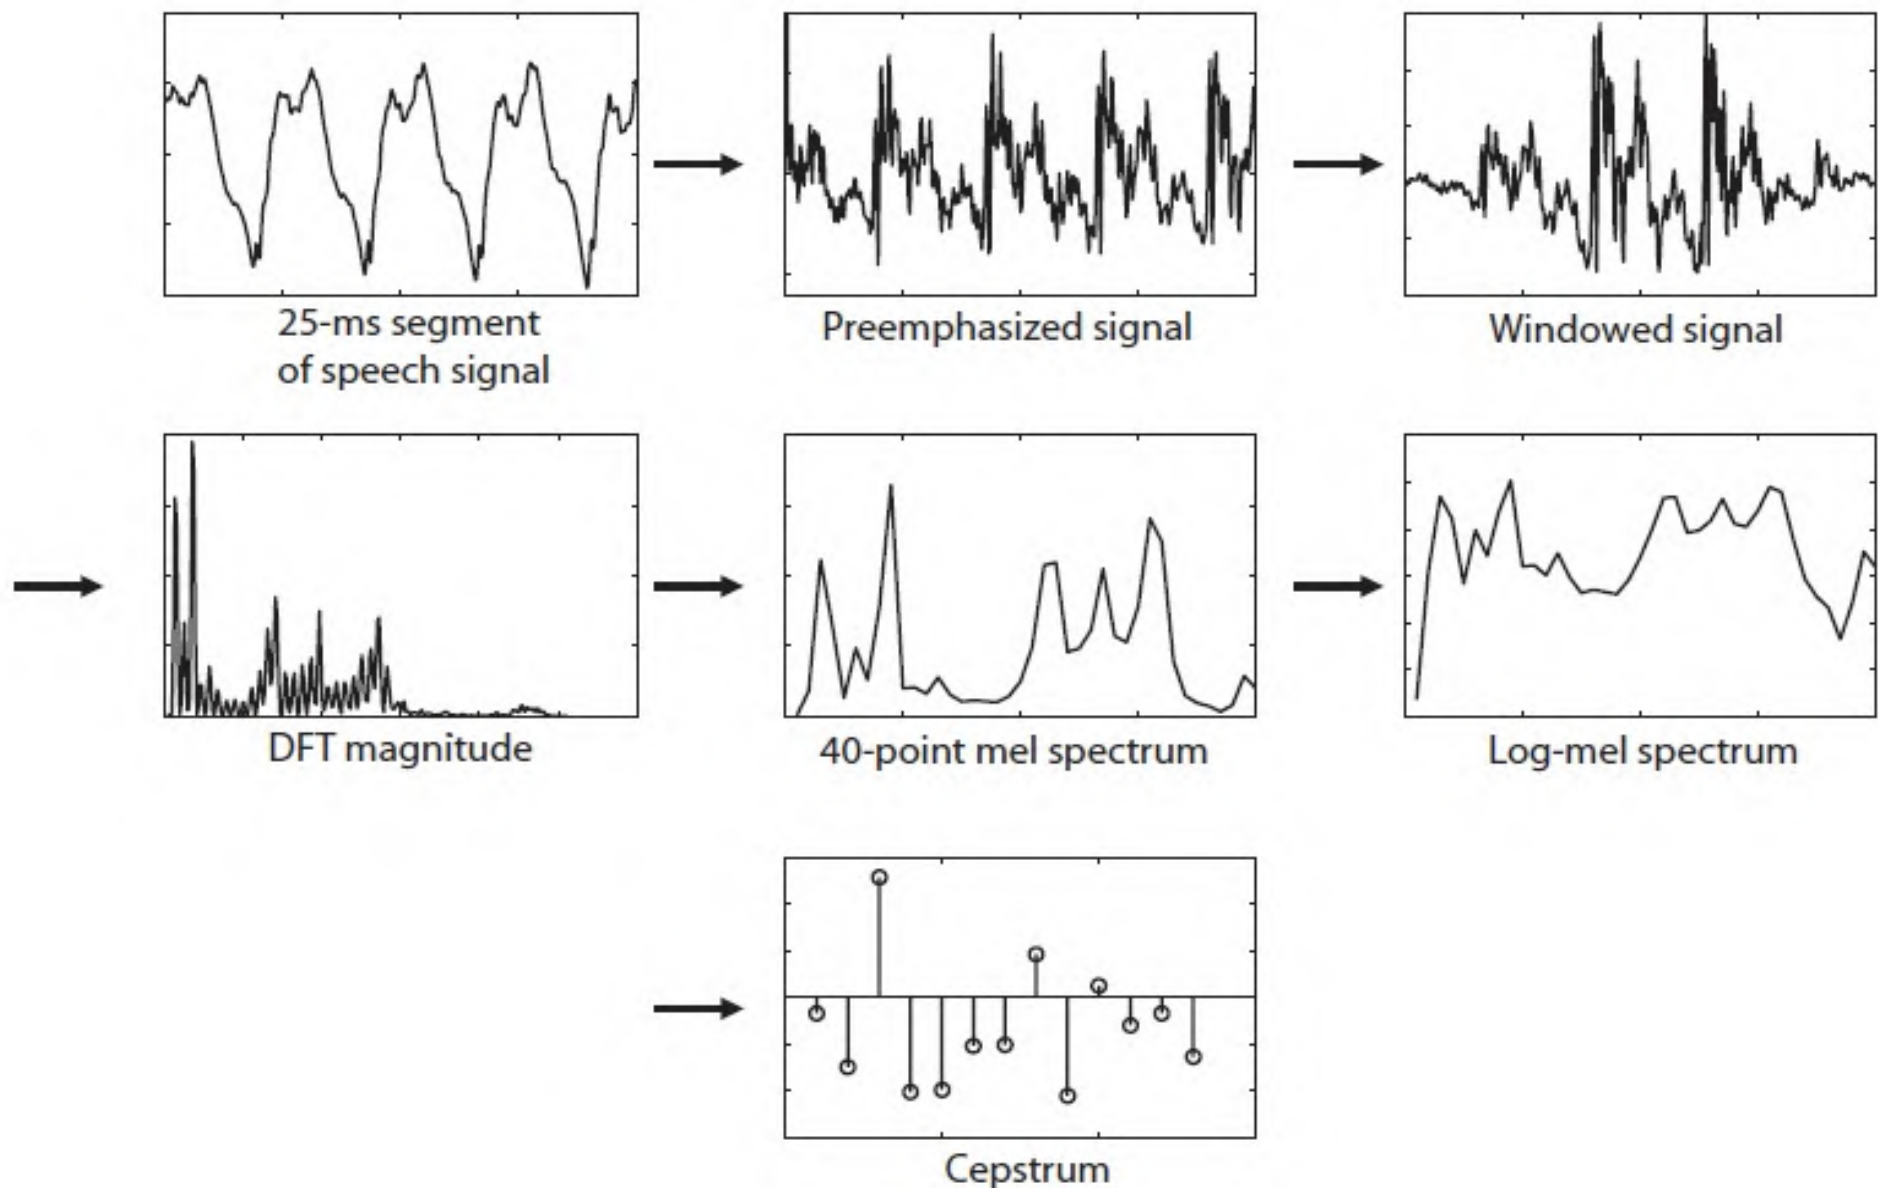 25-ms segment
of speech signal
Preemphasized signal
Windowed signal
DFT magnitude
40-point mel spectrum
Log-mel spectrum
Cepstrum